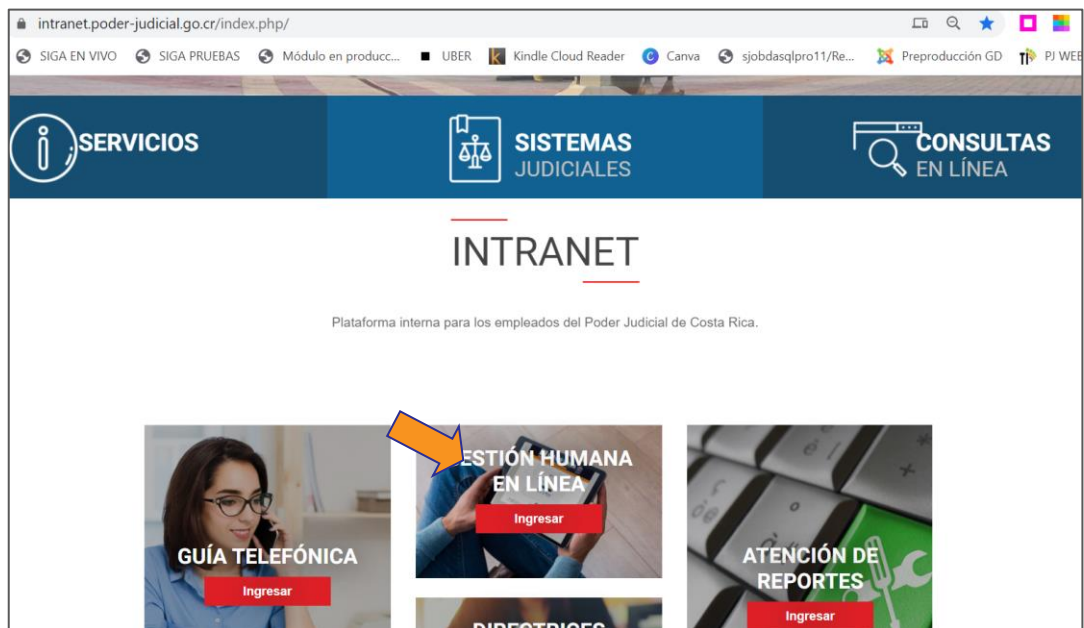 intranet.poder-judicial.go.cr/index.php/
SIGA EN VIVO SIGA PRUEBAS Módulo en producc... UBER Kindle Cloud Reader Canva sjobdasqlpro11/Re... Preproducción GD PJ WEB
SERVICIOS
SISTEMAS
JUDICIALES
CONSULTAS
EN LÍNEA
INTRANET
Plataforma interna para los empleados del Poder Judicial de Costa Rica.
GUÍA TELEFÓNICA
Ingresar
ESTIÓN HUMANA
EN LÍNEA
Ingresar
DIRECTRICES
ATENCIÓN DE
REPORTES
Ingresar